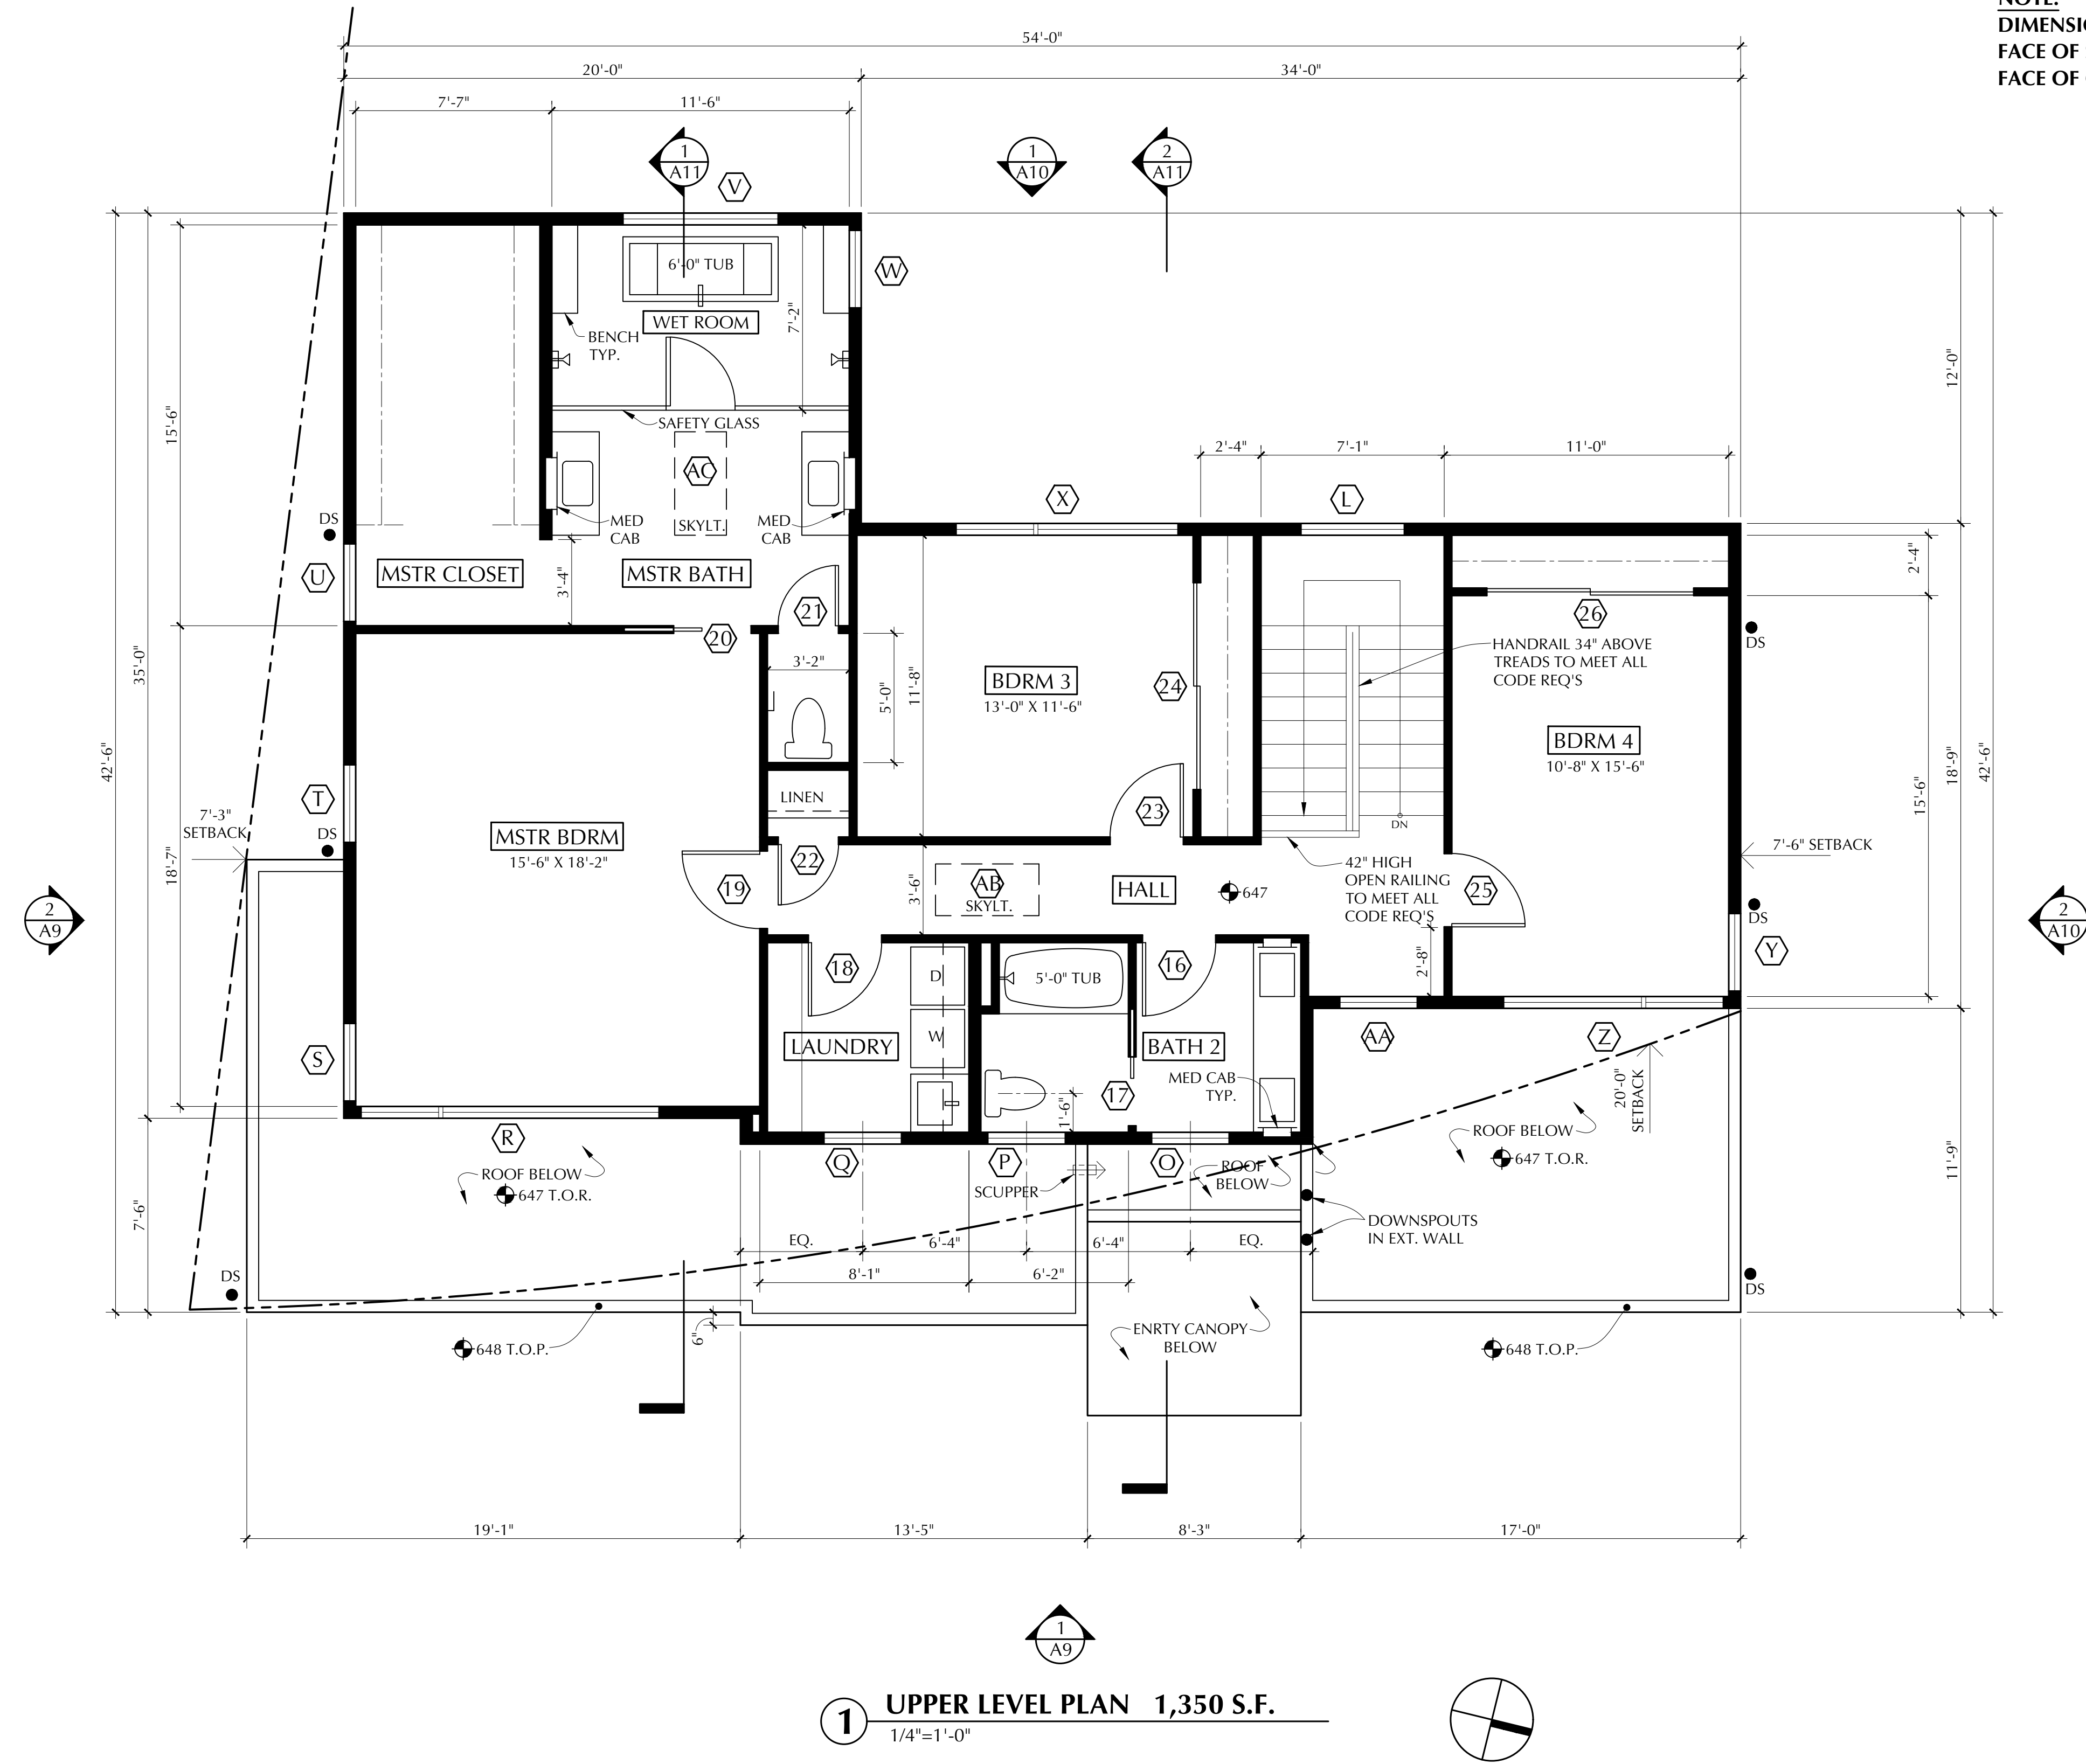 NOTE:
DIMENSI
FACE OF
FACE OF
54'-0"
20'-0"
34'-0"
7'-7"
11'-6"
1
A11
V
1
A10
2
A11
6'-0" TUB
W
WET ROOM
7'-2"
BENCH
TYP.
12'-0"
15'-6"
SAFETY GLASS
AC
SKYLT.
MED
CAB
MED
CAB
2'-4"
7'-1"
11'-0"
X
L
DS
U
MSTR CLOSET
3'-4"
MSTR BATH
21
2'-4"
20
26
DS
HANDRAIL 34" ABOVE
TREADS TO MEET ALL
CODE REQ'S
3'-2"
5'-0"
11'-8"
BDRM 3
13'-0" X 11'-6"
24
35'-0"
42'-6"
BDRM 4
10'-8" X 15'-6"
18'-9"
42'-6"
15'-6"
T
LINEN
23
DN
7'-3"
SETBACK
DS
MSTR BDRM
15'-6" X 18'-2"
18'-7"
22
19
3'-6"
AB
SKYLT.
HALL
647
42" HIGH
OPEN RAILING
TO MEET ALL
CODE REQ'S
25
7'-6" SETBACK
DS
2
A9
2
A10
Y
2'-8"
18
D
5'-0" TUB
16
S
LAUNDRY
W
BATH 2
AA
Z
MED CAB
TYP.
17
1'-6"
20'-0"
SETBACK
R
Q
P
O
ROOF BELOW
647 T.O.R.
SCUPPER
ROOF
BELOW
ROOF BELOW
647 T.O.R.
11'-9"
7'-6"
DOWNSPOUTS
IN EXT. WALL
EQ.
6'-4"
6'-4"
EQ.
8'-1"
6'-2"
DS
DS
6"
648 T.O.P.
ENRTY CANOPY
BELOW
648 T.O.P.
19'-1"
13'-5"
8'-3"
17'-0"
1
A9
1
UPPER LEVEL PLAN 1,350 S.F.
1/4"=1'-0"